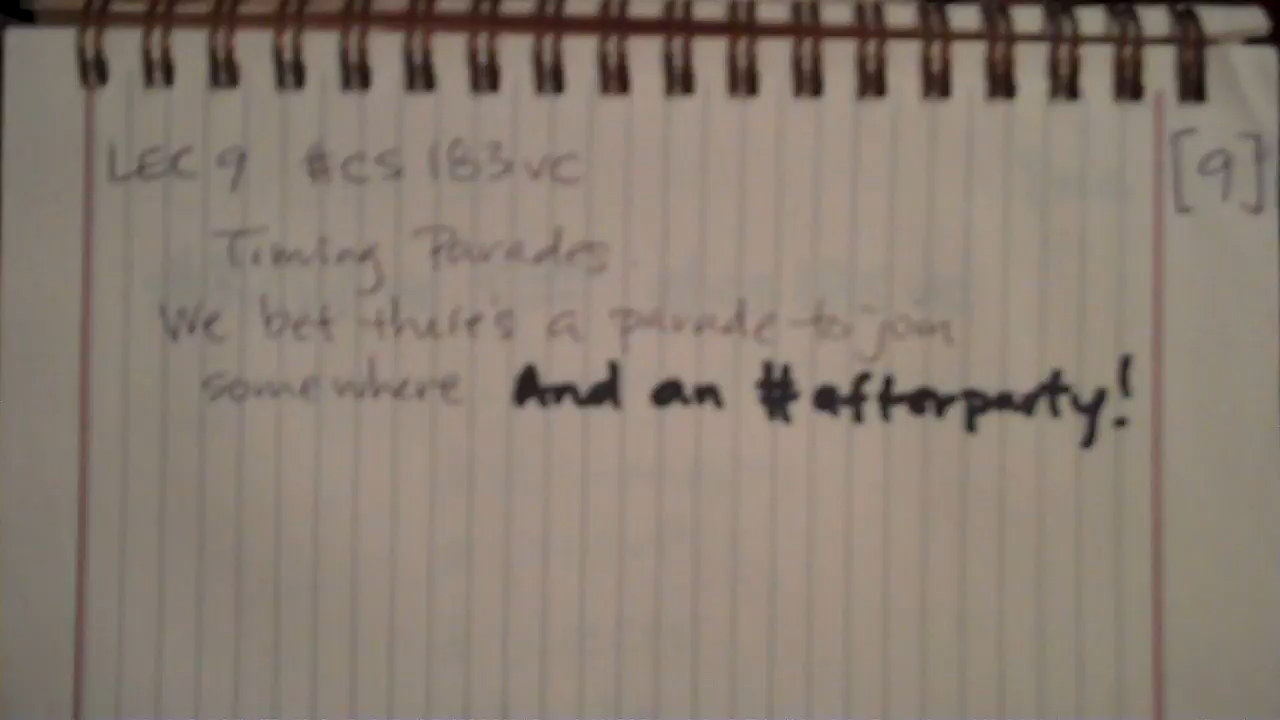 LEC 9 #CS 183VC [9]
Timing Parades
We bet there's a parade to join
somewhere And an #afterparty!